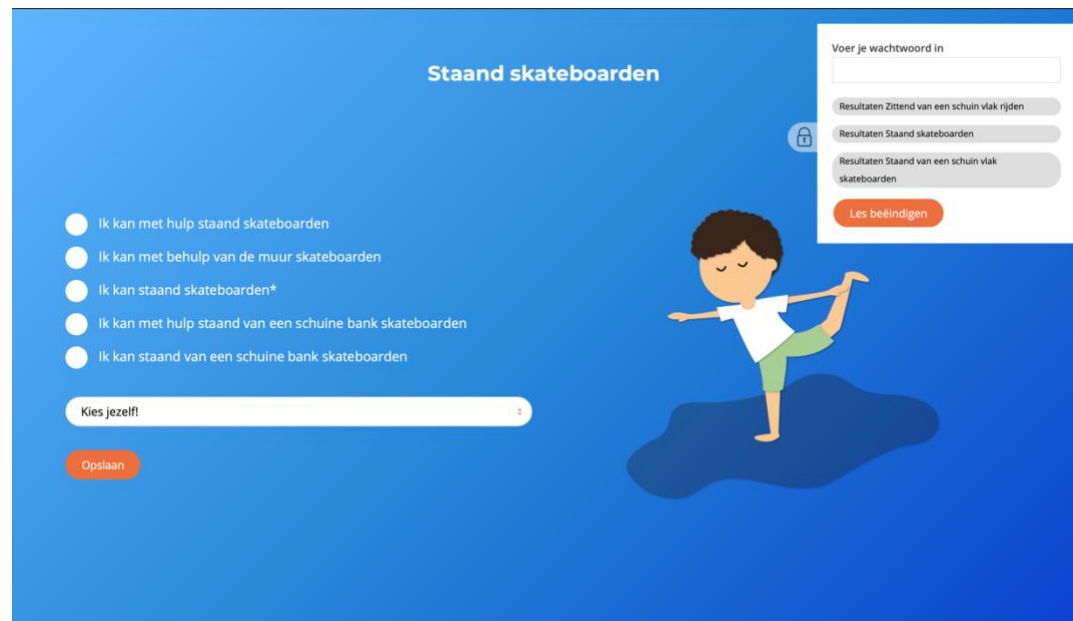 Staand skateboarden
Voer je wachtwoord in
Resultaten Zittend van een schuin vlak rijden
Resultaten Staand skateboarden
Resultaten Staand van een schuin vlak
skateboarden
Les beëindigen
Ik kan met hulp staand skateboarden
Ik kan met behulp van de muur skateboarden
Ik kan staand skateboarden*
Ik kan met hulp staand van een schuine bank skateboarden
Ik kan staand van een schuine bank skateboarden
Kies jezelf!
Opslaan